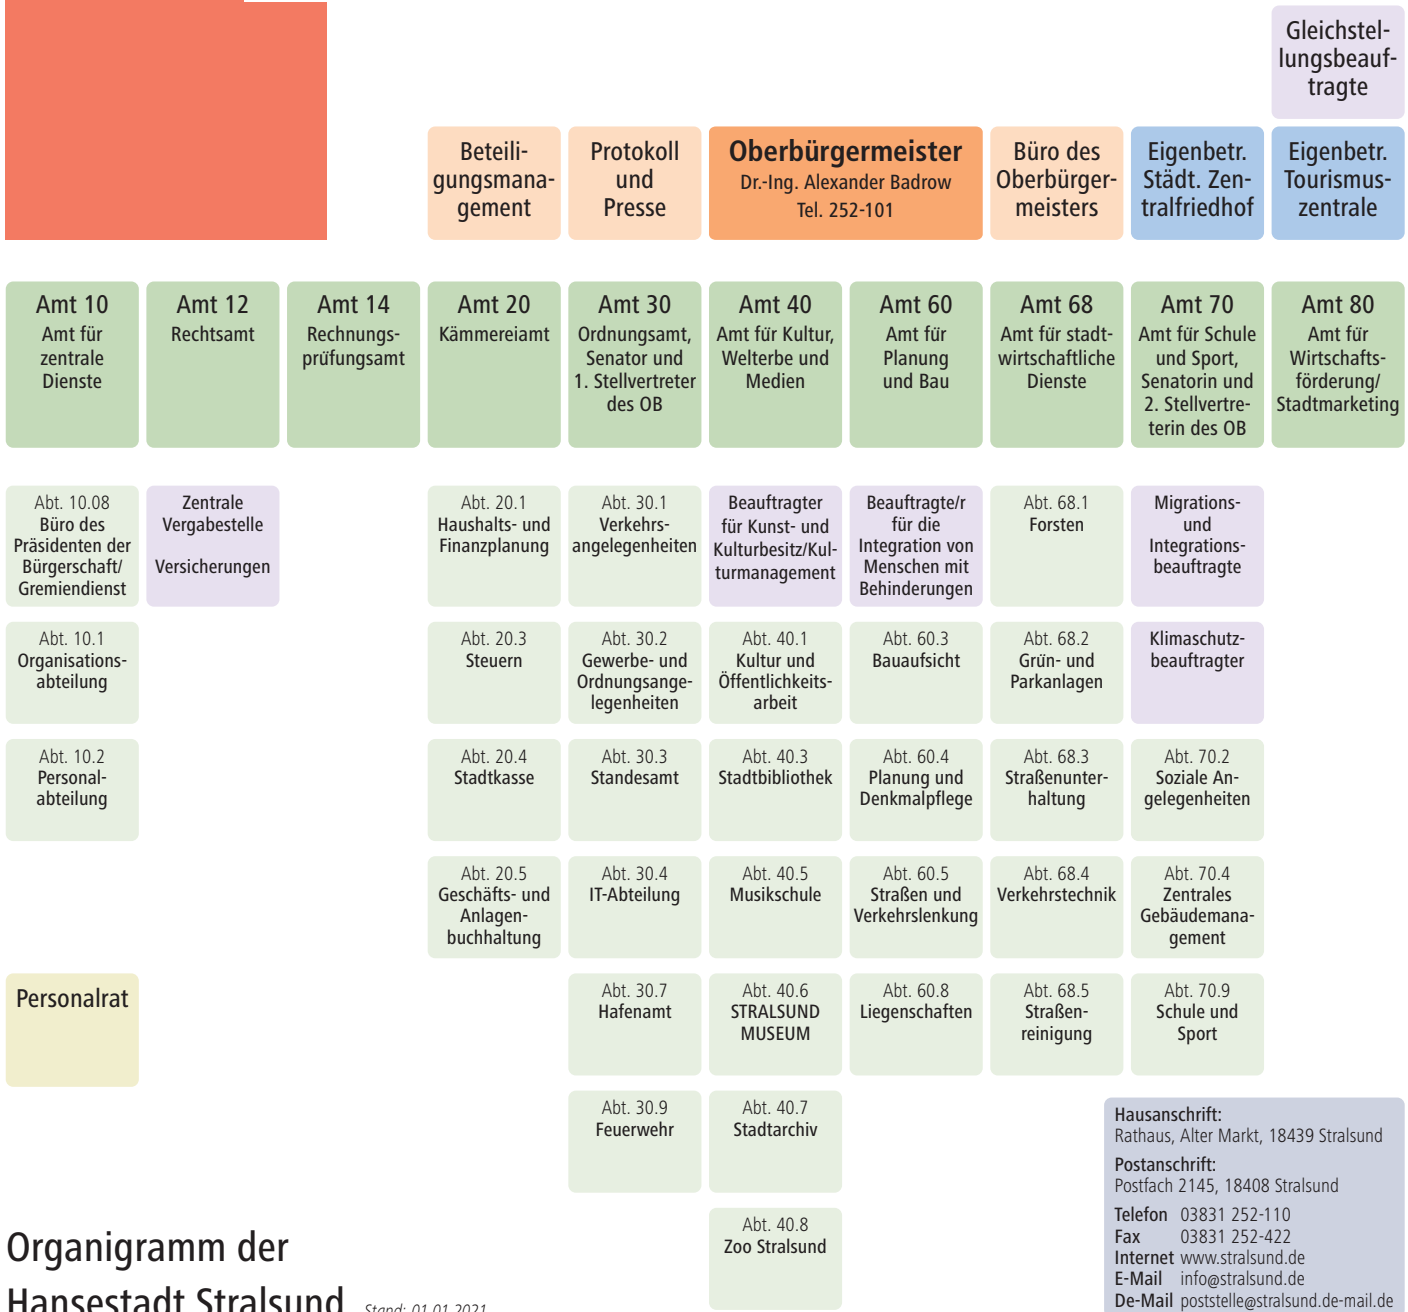 Gleichstel-
lungsbeauf-
tragte
Beteili-
gungsmana-
gement
Protokoll
und
Presse
Oberbürgermeister
Dr.-Ing. Alexander Badrow
Tel. 252-101
Büro des
Oberbürger-
meisters
Eigenbetr.
Städt. Zen-
tralfriedhof
Eigenbetr.
Tourismus-
zentrale
Amt 10
Amt für
zentrale
Dienste
Amt 12
Rechtsamt
Amt 14
Rechnungs-
prüfungsamt
Amt 20
Kämmereiamt
Amt 30
Ordnungsamt,
Senator und
1. Stellvertreter
des OB
Amt 40
Amt für Kultur,
Welterbe und
Medien
Amt 60
Amt für
Planung
und Bau
Amt 68
Amt für stadt-
wirtschaftliche
Dienste
Amt 70
Amt für Schule
und Sport,
Senatorin und
2. Stellvertre-
terin des OB
Amt 80
Amt für
Wirtschafts-
förderung/
Stadtmarketing
Abt. 10.08
Büro des
Präsidenten der
Bürgerschaft/
Gremiendienst
Zentrale
Vergabestelle
Versicherungen
Abt. 20.1
Haushalts- und
Finanzplanung
Abt. 30.1
Verkehrs-
angelegenheiten
Beauftragter
für Kunst- und
Kulturbesitz/Kul-
turmanagement
Beauftragte/r
für die
Integration von
Menschen mit
Behinderungen
Abt. 68.1
Forsten
Migrations-
und
Integrations-
beauftragte
Abt. 10.1
Organisations-
abteilung
Abt. 20.3
Steuern
Abt. 30.2
Gewerbe- und
Ordnungsange-
legenheiten
Abt. 40.1
Kultur und
Öffentlichkeits-
arbeit
Abt. 60.3
Bauaufsicht
Abt. 68.2
Grün- und
Parkanlagen
Klimaschutz-
beauftragter
Abt. 10.2
Personal-
abteilung
Abt. 20.4
Stadtkasse
Abt. 30.3
Standesamt
Abt. 40.3
Stadtbibliothek
Abt. 60.4
Planung und
Denkmalpflege
Abt. 68.3
Straßenunter-
haltung
Abt. 70.2
Soziale An-
gelegenheiten
Abt. 20.5
Geschäfts- und
Anlagen-
buchhaltung
Abt. 30.4
IT-Abteilung
Abt. 40.5
Musikschule
Abt. 60.5
Straßen und
Verkehrslenkung
Abt. 68.4
Verkehrstechnik
Abt. 70.4
Zentrales
Gebäudemana-
gement
Personalrat
Abt. 30.7
Hafenamt
Abt. 40.6
STRALSUND
MUSEUM
Abt. 60.8
Liegenschaften
Abt. 68.5
Straßen-
reinigung
Abt. 70.9
Schule und
Sport
Abt. 30.9
Feuerwehr
Abt. 40.7
Stadtarchiv
Abt. 40.8
Zoo Stralsund
Hausanschrift:
Rathaus, Alter Markt, 18439 Stralsund
Postanschrift:
Postfach 2145, 18408 Stralsund
Telefon 03831 252-110
Fax 03831 252-422
Internet www.stralsund.de
E-Mail info@stralsund.de
De-Mail poststelle@stralsund.de-mail.de
Organigramm der
Hansestadt Stralsund Stand: 01.01.2021